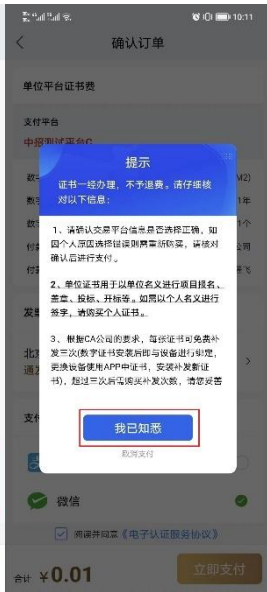 10:11
确认订单
单位平台证书费
支付平台
提示
证书一经办理，不予退费。请仔细核
对以下信息：
1、请确认交易平台信息是否选择正确，如
因个人原因选择错误则需重新购买，请核对
确认后进行支付。
2、单位证书用于以单位名义进行项目报名、
盖章、投标、开标等。如需以个人名义进行
签字，请购买个人证书。
3、根据CA公司的要求，每张证书可免费补
发三次(数字证书安装后即与设备进行绑定，
更换设备使用APP中证书，安装补发新证
书)，超过三次后需购买补发次数，请您妥善
我已知悉
取消支付
微信
阅读并同意《电子认证服务协议》
合计 ￥0.01
立即支付